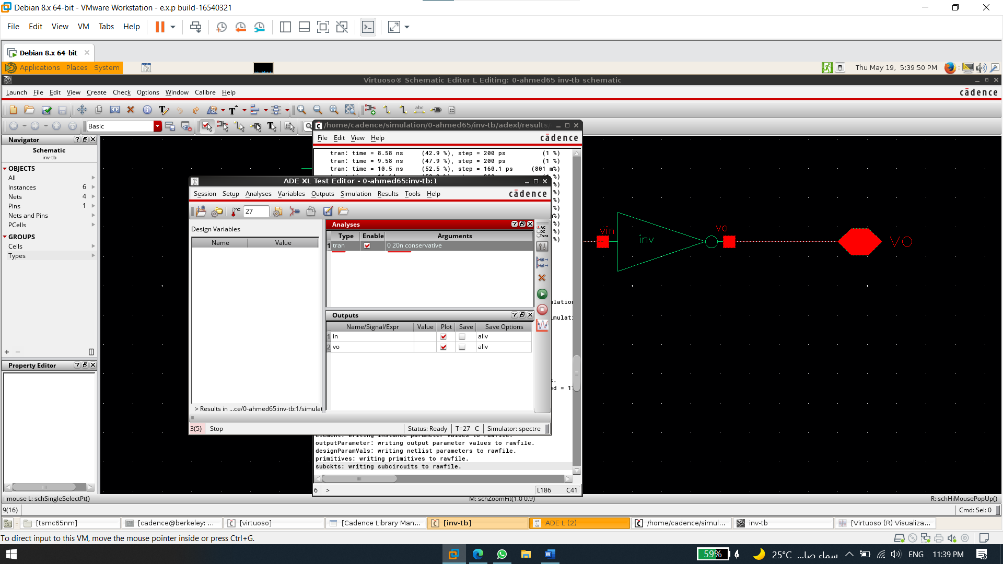 Debian 8.x 64-bit - VMware Workstation - e.x.p build-16540321
File Edit View VM Tabs Help
Debian 8.x 64-bit
Applications Places System
Thu May 19, 5:39:50 PM
Virtuoso® Schematic Editor L Editing: 0-ahmed65 inv-tb schematic
Launch File Edit View Create Check Options Window Calibre Help
cādence
Basic
Navigator
Schematic
inv-tb
OBJECTS
All
Instances 6
Nets 4
Pins 1
Nets and Pins
PCells
GROUPS
Cells
Types
Property Editor
/home/cadence/simulation/0-ahmed65/inv-tb/adexl/results
File Edit View Help
cādence
tran: time = 8.58 ns (42.9 %), step = 200 ps (1 %)
tran: time = 9.58 ns (47.9 %), step = 200 ps (1 %)
tran: time = 10.5 ns (52.5 %), step = 160.1 ps (801 m%)
ADE XL Test Editor - 0-ahmed65:inv-tb:1
Session Setup Analyses Variables Outputs Simulation Results Tools Help
cādence
27
Design Variables
Name Value
Analyses
Type Enable Arguments
1 tran 0 20n conservative
Outputs
Name/Signal/Expr Value Plot Save Save Options
1 in allv
2 vo allv
> Results in ...ce/0-ahmed65:inv-tb:1/simulat
3(5) Stop
Status: Ready T=27 C Simulator: spectre
outputParameter: writing output parameter values to rawfile.
designParamVals: writing netlist parameters to rawfile.
primitives: writing primitives to rawfile.
subckts: writing subcircuits to rawfile.
6 > L186 C41
vin inv vo vo
mouse L: schSingleSelectPt() M: schZoomFit(1.0 0.9) R: schHiMousePopUp()
9(16) Cmd: Sel: 0
[tsmc65nm] [cadence@berkeley: ... [virtuoso] [Cadence Library Man... [inv-tb] ADE L (2) /home/cadence/simul... inv-tb [Virtuoso (R) Visualiza...
To direct input to this VM, move the mouse pointer inside or press Ctrl+G.
59% 25°C ENG 11:39 PM